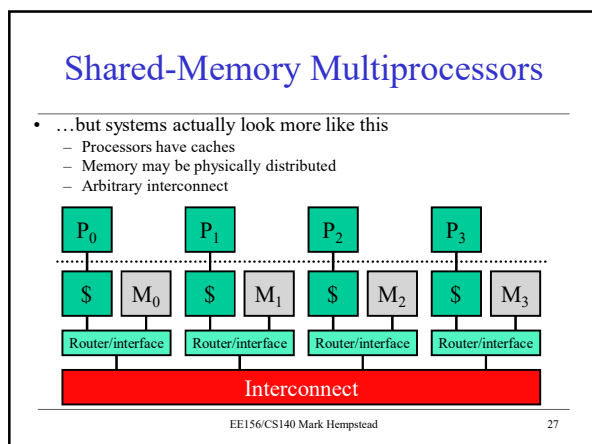 Shared-Memory Multiprocessors
• …but systems actually look more like this
– Processors have caches
– Memory may be physically distributed
– Arbitrary interconnect
P0 P1 P2 P3
$ M0 $ M1 $ M2 $ M3
Router/interface Router/interface Router/interface Router/interface
Interconnect
EE156/CS140 Mark Hempstead 27